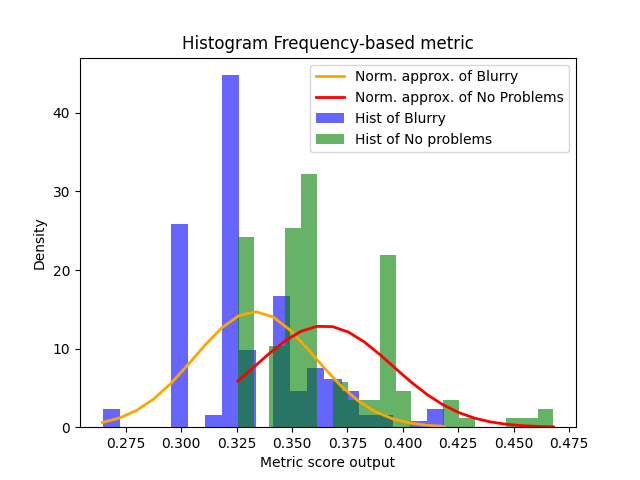 Histogram Frequency-based metric
Norm. approx. of Blurry
Norm. approx. of No Problems
Hist of Blurry
Hist of No problems
Density
40
30
20
10
0
0.275 0.300 0.325 0.350 0.375 0.400 0.425 0.450 0.475
Metric score output